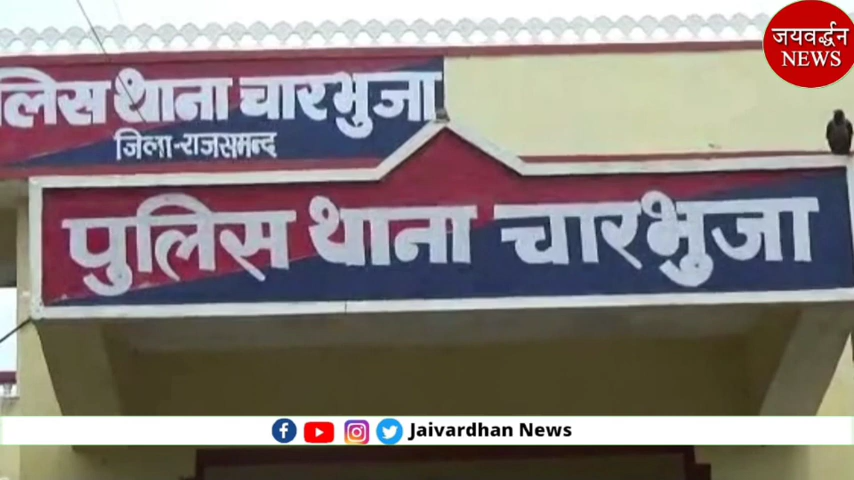 जयवर्द्धन
NEWS
पुलिस थाना चारभुजा
जिला-राजसमन्द
पुलिस थाना चारभुजा
Jaivardhan News